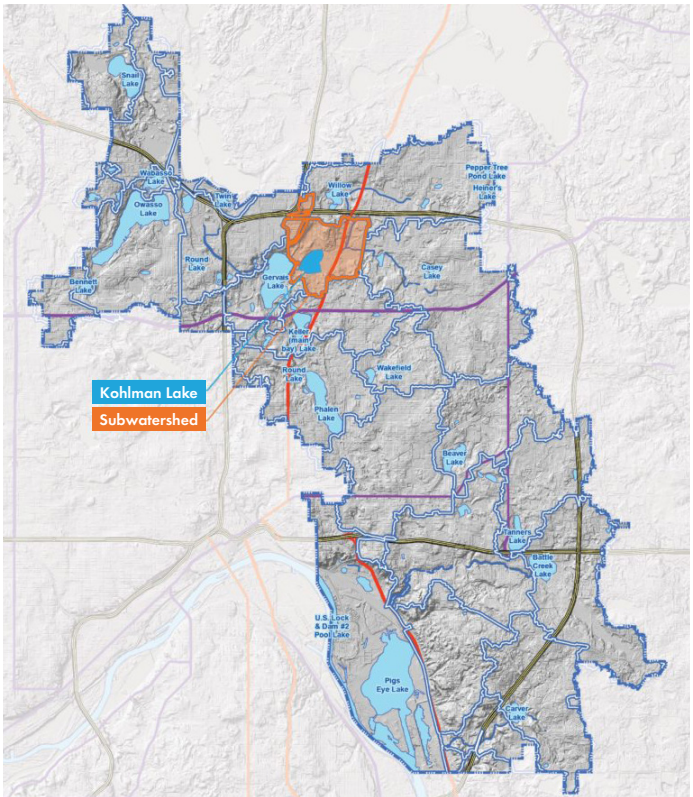 Snail
Lake
Wabasso
Lake
Owasso
Lake
Twin
Lake
Willow
Lake
Pepper Tree
Pond Lake
Heiner's
Lake
Round
Lake
Gervais
Lake
Casey
Lake
Bennett
Lake
Keller
(main
bay) Lake
Round
Lake
Wakefield
Lake
Kohlman Lake
Subwatershed
Phalen
Lake
Beaver
Lake
Tanners
Lake
Battle
Creek
Lake
U.S. Lock
& Dam #2
Pool Lake
Pigs
Eye Lake
Carver
Lake